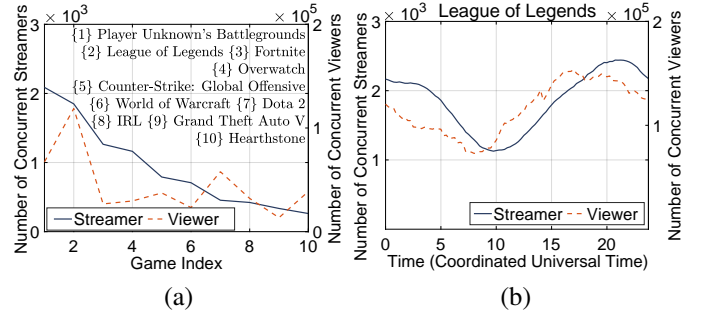 3 × 10³
× 10⁵
2
{1} Player Unknown's Battlegrounds
{2} League of Legends {3} Fortnite
{4} Overwatch
{5} Counter-Strike: Global Offensive
{6} World of Warcraft {7} Dota 2
{8} IRL {9} Grand Theft Auto V
{10} Hearthstone
Number of Concurrent Streamers
2
1
0
Number of Concurrent Viewers
1
0
Streamer Viewer
2 4 6 8 10
Game Index
(a)
League of Legends
3 × 10³
× 10⁵
2
Number of Concurrent Streamers
2
1
Number of Concurrent Viewers
1
Streamer Viewer
0 5 10 15 20
Time (Coordinated Universal Time)
(b)